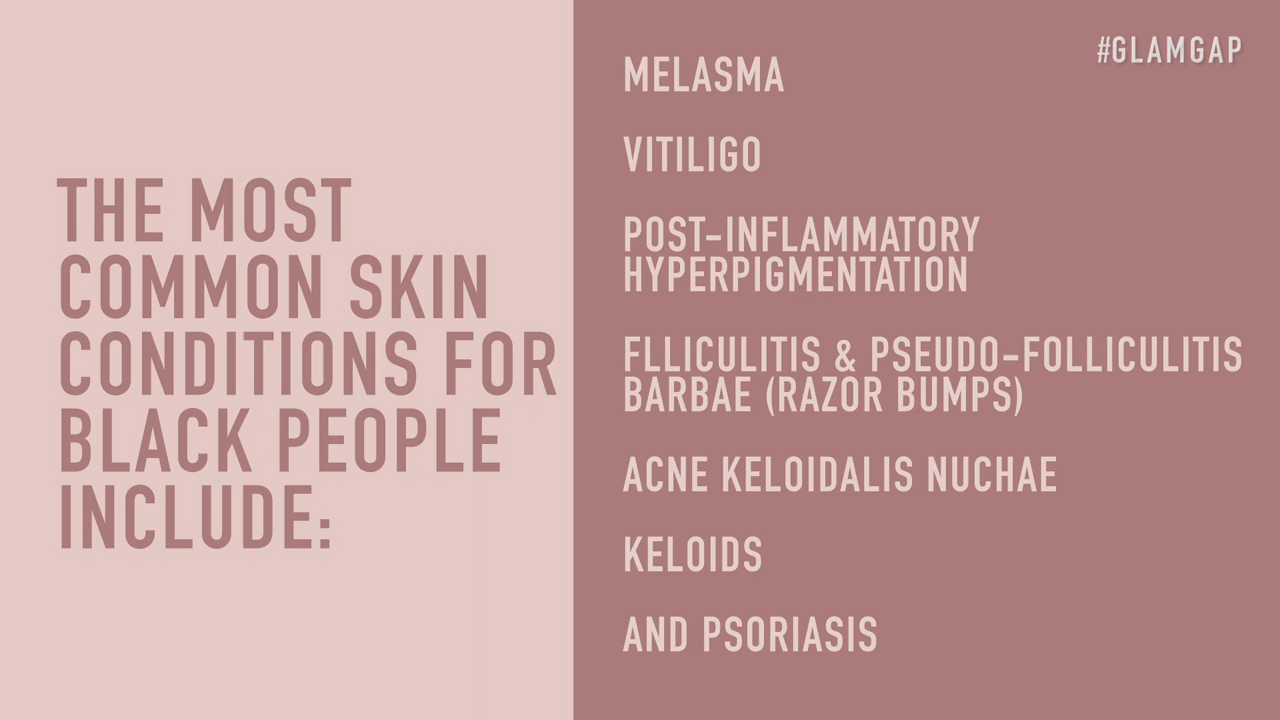 THE MOST
COMMON SKIN
CONDITIONS FOR
BLACK PEOPLE
INCLUDE:
#GLAMGAP
MELASMA
VITILIGO
POST-INFLAMMATORY
HYPERPIGMENTATION
FLLICULITIS & PSEUDO-FOLLICULITIS
BARBAE (RAZOR BUMPS)
ACNE KELOIDALIS NUCHAE
KELOIDS
AND PSORIASIS